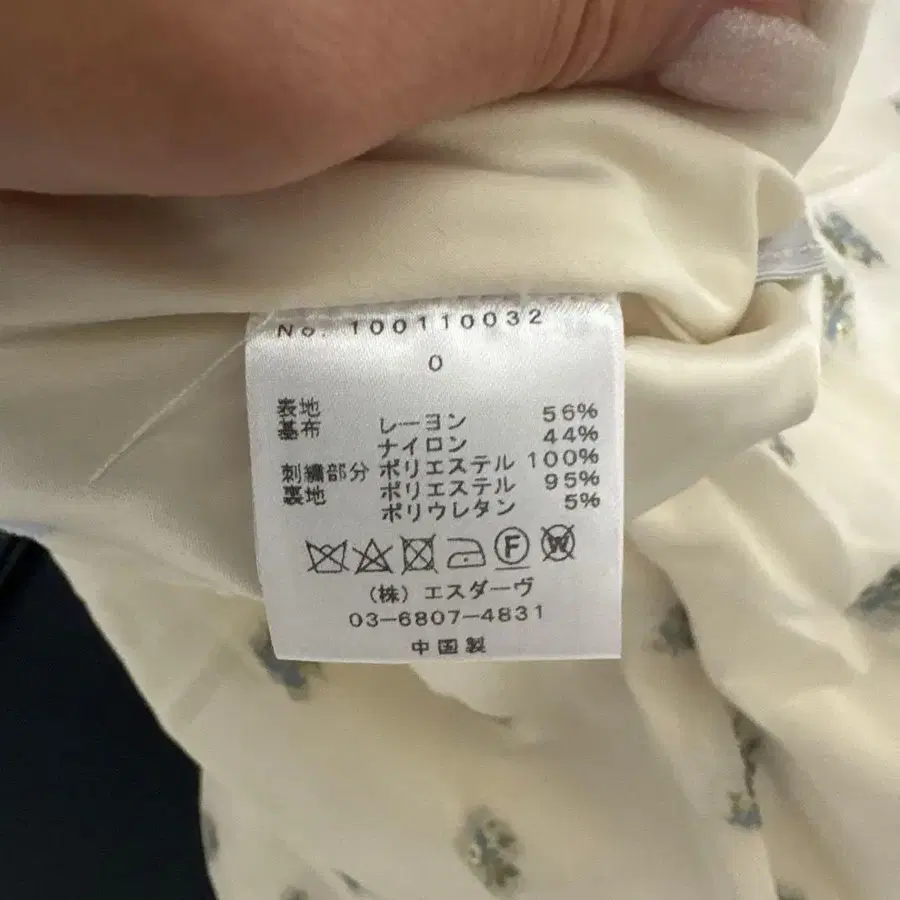 No. 100110032
0
表地
基布 レーヨン 56%
ナイロン 44%
刺繍部分 ポリエステル 100%
裏地 ポリエステル 95%
ポリウレタン 5%
F W
(株) エスダーヴ
03-6807-4831
中国製